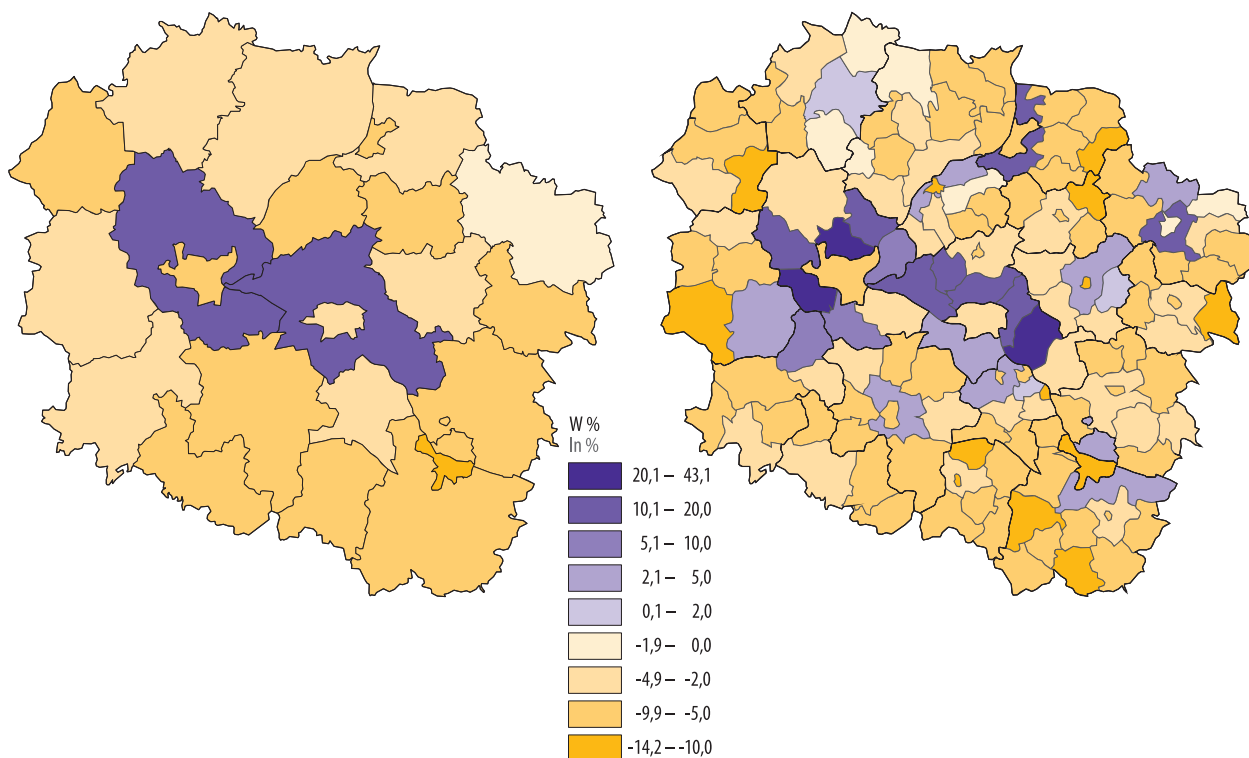 W %
In %
20,1 – 43,1
10,1 – 20,0
5,1 – 10,0
2,1 – 5,0
0,1 – 2,0
-1,9 – 0,0
-4,9 – -2,0
-9,9 – -5,0
-14,2 – -10,0